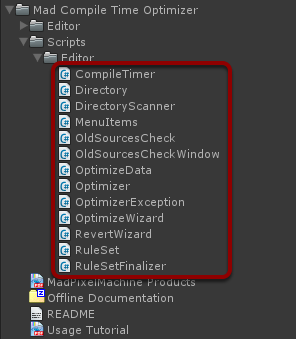 Mad Compile Time Optimizer
Editor
Scripts
Editor
CompileTimer
Directory
DirectoryScanner
MenuItems
OldSourcesCheck
OldSourcesCheckWindow
OptimizeData
Optimizer
OptimizerException
OptimizeWizard
RevertWizard
RuleSet
RuleSetFinalizer
MadPixelMachine Products
Offline Documentation
README
Usage Tutorial